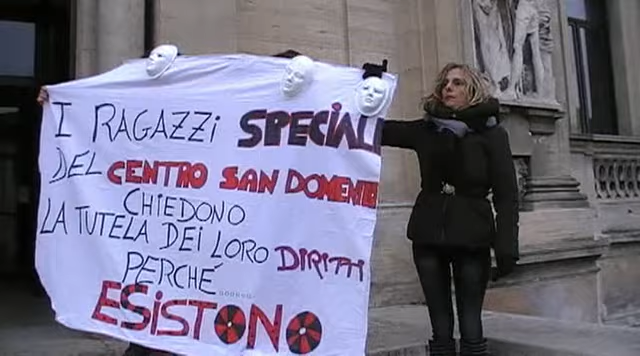 I RAGAZZI SPECIALI
DEL CENTRO SAN DOMENICO
CHIEDONO
LA TUTELA DEI LORO DIRITTI
PERCHÉ.......
ESISTONO